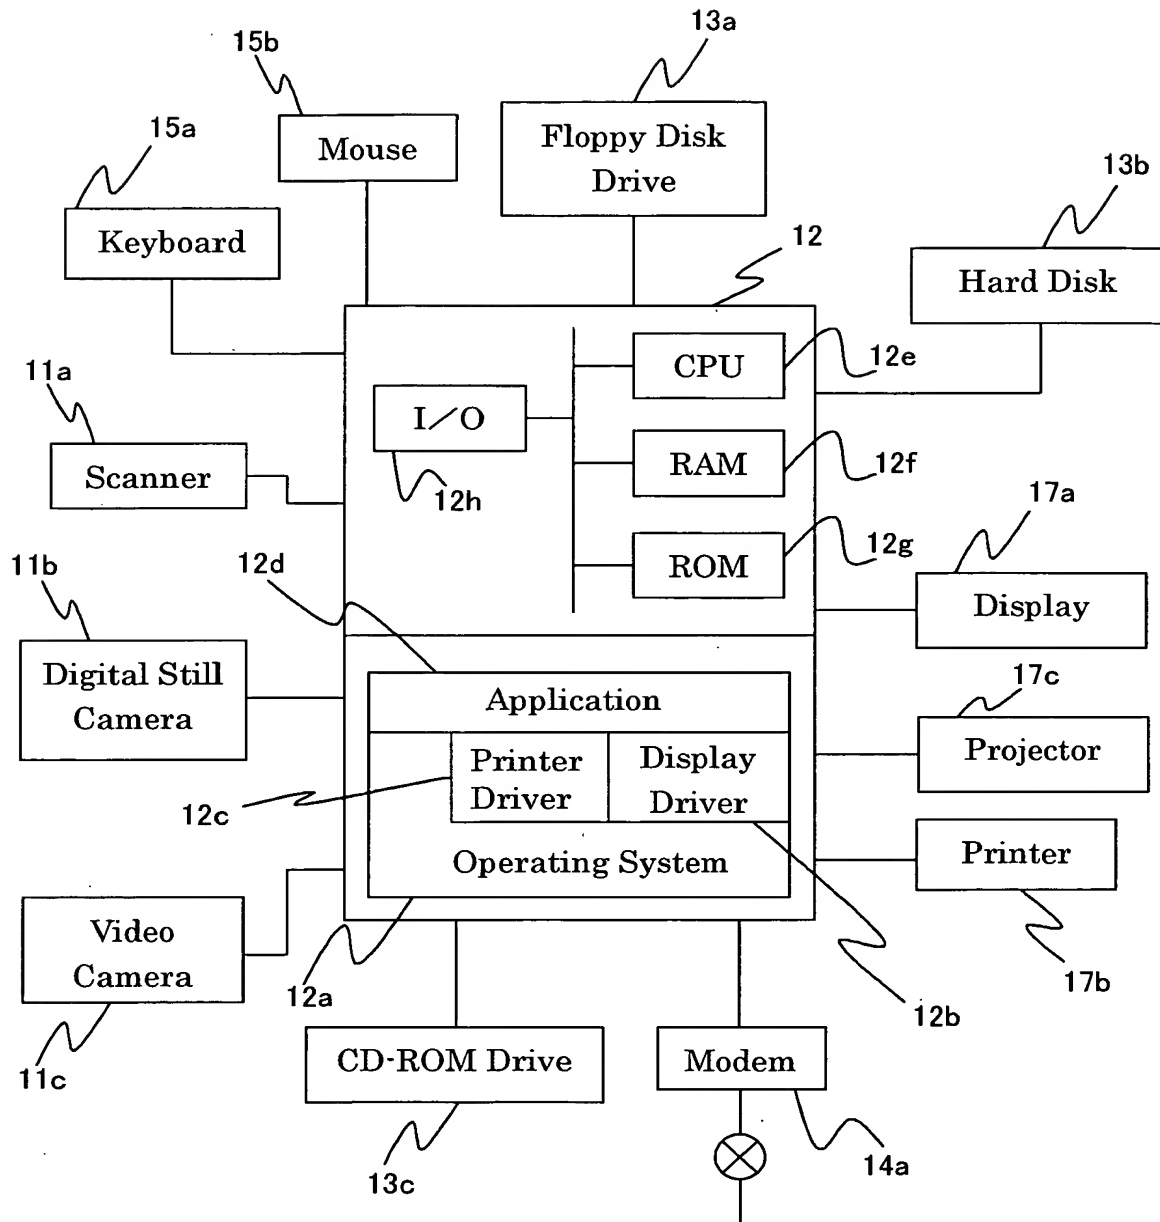 13a
15b
Floppy Disk
Drive
15a
Mouse
13b
Keyboard
12
Hard Disk
CPU
12e
11a
I/O
RAM
12f
Scanner
12h
17a
12g
12d
ROM
11b
Display
Digital Still
Camera
17c
Application
Projector
Printer
Driver
Display
Driver
12c
Printer
Operating System
Video
Camera
12a
17b
12b
CD-ROM Drive
Modem
11c
14a
13c